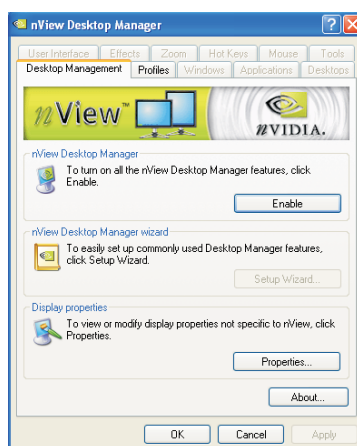 nView Desktop Manager
User Interface Effects Zoom Hot Keys Mouse Tools
Desktop Management Profiles Windows Applications Desktops
nView™ nVIDIA.
nView Desktop Manager
To turn on all the nView Desktop Manager features, click
Enable.
Enable
nView Desktop Manager wizard
To easily set up commonly used Desktop Manager features,
click Setup Wizard.
Setup Wizard...
Display properties
To view or modify display properties not specific to nView, click
Properties.
Properties...
About...
OK Cancel Apply